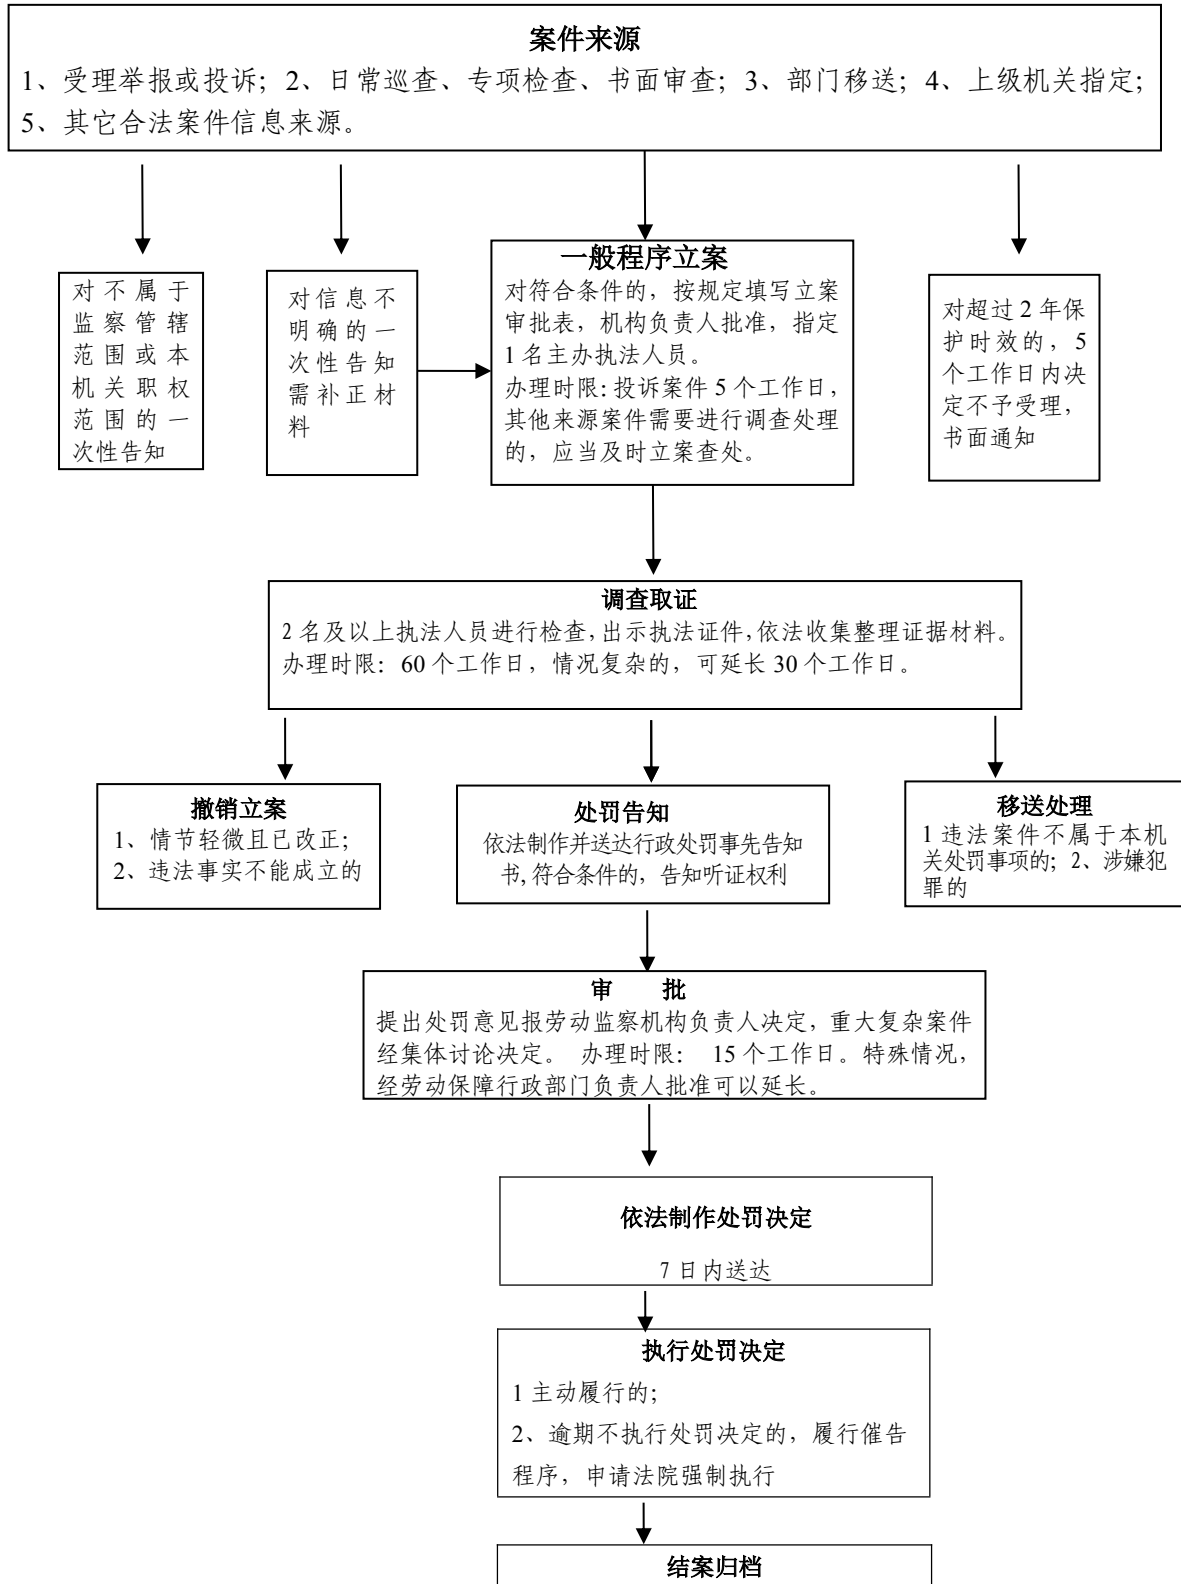 案件来源
1、受理举报或投诉；2、日常巡查、专项检查、书面审查；3、部门移送；4、上级机关指定；
5、其它合法案件信息来源。
对不属于
监察管辖
范围或本
机关职权
范围的一
次性告知
对信息不
明确的一
次性告知
需补正材
料
一般程序立案
对符合条件的，按规定填写立案
审批表，机构负责人批准，指定
1名主办执法人员。
办理时限：投诉案件 5 个工作日，
其他来源案件需要进行调查处理
的，应当及时立案查处。
对超过 2 年保
护时效的，5
个工作日内决
定不予受理，
书面通知
调查取证
2 名及以上执法人员进行检查，出示执法证件，依法收集整理证据材料。
办理时限：60 个工作日，情况复杂的，可延长 30 个工作日。
撤销立案
1、情节轻微且已改正；
2、违法事实不能成立的
处罚告知
依法制作并送达行政处罚事先告知
书，符合条件的，告知听证权利
移送处理
1 违法案件不属于本机
关处罚事项的；2、涉嫌犯
罪的
审 批
提出处罚意见报劳动监察机构负责人决定，重大复杂案件
经集体讨论决定。 办理时限： 15 个工作日。特殊情况，
经劳动保障行政部门负责人批准可以延长。
依法制作处罚决定
7 日内送达
执行处罚决定
1 主动履行的；
2、逾期不执行处罚决定的，履行催告
程序，申请法院强制执行
结案归档